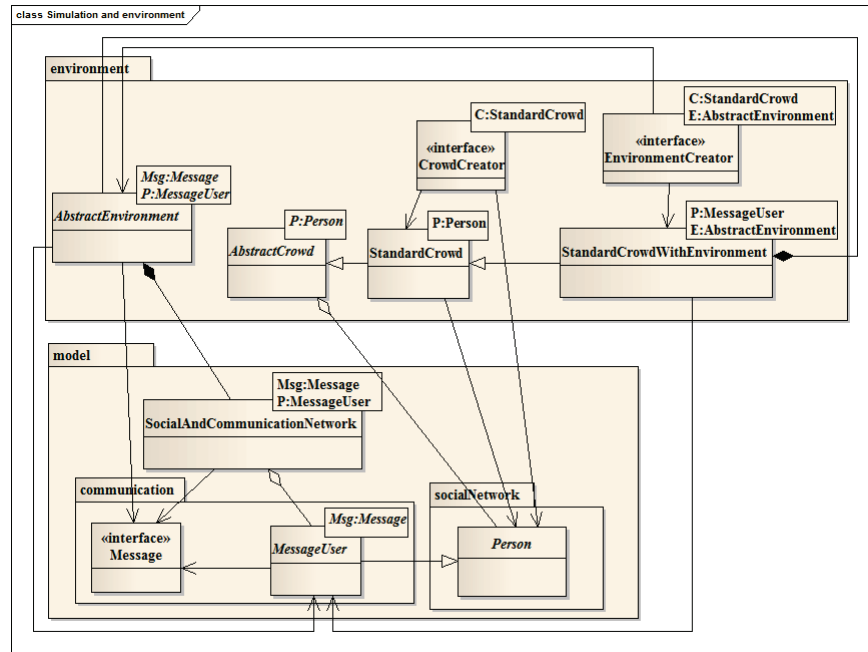 class Simulation and environment
environment
C:StandardCrowd
E:AbstractEnvironment
«interface»
EnvironmentCreator
C:StandardCrowd
«interface»
CrowdCreator
Msg:Message
P:MessageUser
AbstractEnvironment
P:Person
AbstractCrowd
P:Person
StandardCrowd
P:MessageUser
E:AbstractEnvironment
StandardCrowdWithEnvironment
model
Msg:Message
P:MessageUser
SocialAndCommunicationNetwork
communication
«interface»
Message
Msg:Message
MessageUser
socialNetwork
Person